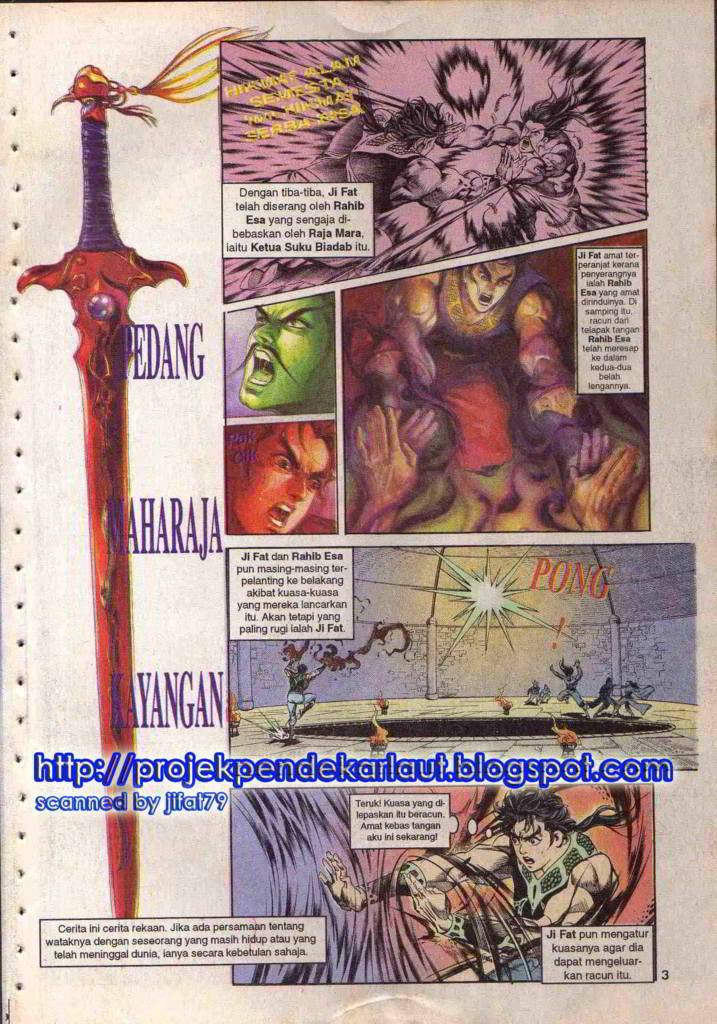 HIKMAT ALAM
SEMESTA
SERBA BISA
Dengan tiba-tiba, Ji Fat
telah diserang oleh Rahib
Esa yang sengaja di-
bebaskan oleh Raja Mara,
iaitu Ketua Suku Biadab itu.
Ji Fat amat ter-
peranjat kerana
penyerangnya
ialah Rahib
Esa yang amat
dirinduinya. Di
samping itu,
racun dari
telapak tangan
Rahib Esa
telah meresap
ke dalam
kedua-dua
belah
lengannya.
PEDANG
MAHARAJA
KAYANGAN
Ji Fat dan Rahib Esa
pun masing-masing ter-
pelanting ke belakang
akibat kuasa-kuasa
yang mereka lancarkan
itu. Akan tetapi yang
paling rugi ialah Ji Fat.
PONG
!
http://projekpendekarlaut.blogspot.com
scanned by jifat79
Teruk! Kuasa yang di-
lepaskan itu beracun.
Amat kebas tangan
aku ini sekarang!
Cerita ini cerita rekaan. Jika ada persamaan tentang
wataknya dengan seseorang yang masih hidup atau yang
telah meninggal dunia, ianya secara kebetulan sahaja.
Ji Fat pun mengatur
kuasanya agar dia
dapat mengeluar-
kan racun itu.
3